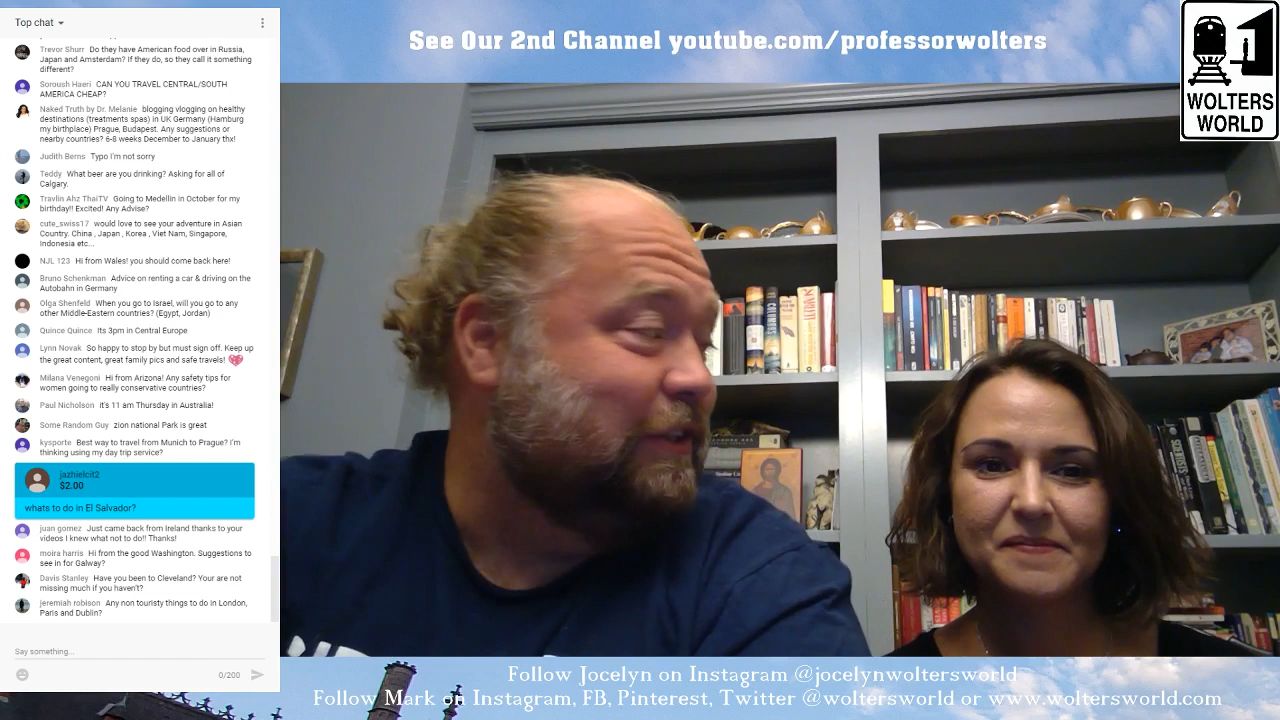 Top chat
Trevor Shurr Do they have American food over in Russia,
Japan and Amsterdam? If they do, so they call it something
different?
Soroush Haeri CAN YOU TRAVEL CENTRAL/SOUTH
AMERICA CHEAP?
Naked Truth by Dr. Melanie blogging vlogging on healthy
destinations (treatments spas) in UK Germany (Hamburg
my birthplace) Prague, Budapest. Any suggestions or
nearby countries? 6-8 weeks December to January thx!
Judith Berns Typo I'm not sorry
Teddy What beer are you drinking? Asking for all of
Calgary.
Travlin Ahz ThaiTV Going to Medellin in October for my
birthday!! Excited! Any Advise?
cute_swiss17 would love to see your adventure in Asian
Country. China , Japan , Korea , Viet Nam, Singapore,
Indonesia etc...
NJL 123 Hi from Wales! you should come back here!
Bruno Schenkman Advice on renting a car & driving on the
Autobahn in Germany
Olga Shenfeld When you go to Israel, will you go to any
other Middle-Eastern countries? (Egypt, Jordan)
Quince Quince Its 3pm in Central Europe
Lynn Novak So happy to stop by but must sign off. Keep up
the great content, great family pics and safe travels!
Milana Venegoni Hi from Arizona! Any safety tips for
women going to really conservative countries?
Paul Nicholson it's 11 am Thursday in Australia!
Some Random Guy zion national Park is great
kysporte Best way to travel from Munich to Prague? I'm
thinking using my day trip service?
jazhielcit2
$2.00
whats to do in El Salvador?
juan gomez Just came back from Ireland thanks to your
videos I knew what not to do!! Thanks!
moira harris Hi from the good Washington. Suggestions to
see in for Galway?
Davis Stanley Have you been to Cleveland? Your are not
missing much if you haven't?
jeremiah robison Any non touristy things to do in London,
Paris and Dublin?
Say something...
0/200
See Our 2nd Channel youtube.com/professorwolters
WOLTERS
WORLD
Follow Jocelyn on Instagram @jocelynwoltersworld
Follow Mark on Instagram, FB, Pinterest, Twitter @woltersworld or www.woltersworld.com